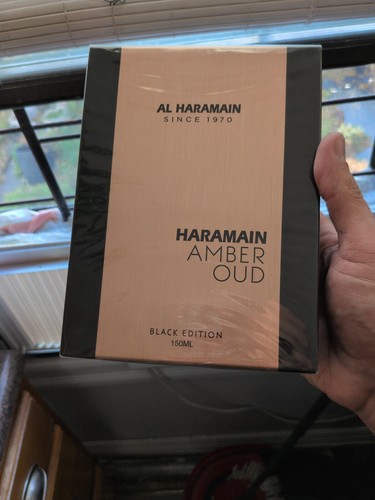 AL HARAMAIN
SINCE 1970
HARAMAIN
AMBER
OUD
BLACK EDITION
150ML